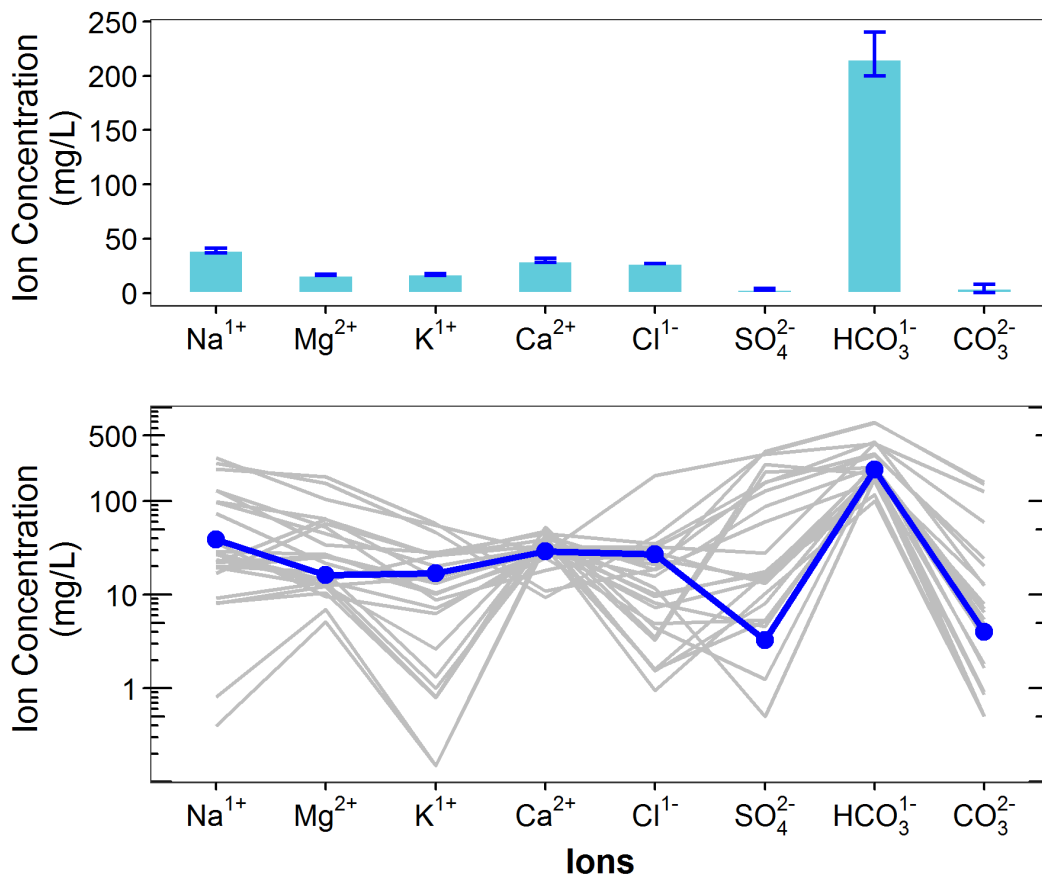 Ion Concentration
(mg/L)
250
200
150
100
50
0
Na¹⁺ Mg²⁺ K¹⁺ Ca²⁺ Cl¹⁻ SO₄²⁻ HCO₃¹⁻ CO₃²⁻
Ion Concentration
(mg/L)
500
100
10
1
Na¹⁺ Mg²⁺ K¹⁺ Ca²⁺ Cl¹⁻ SO₄²⁻ HCO₃¹⁻ CO₃²⁻
Ions